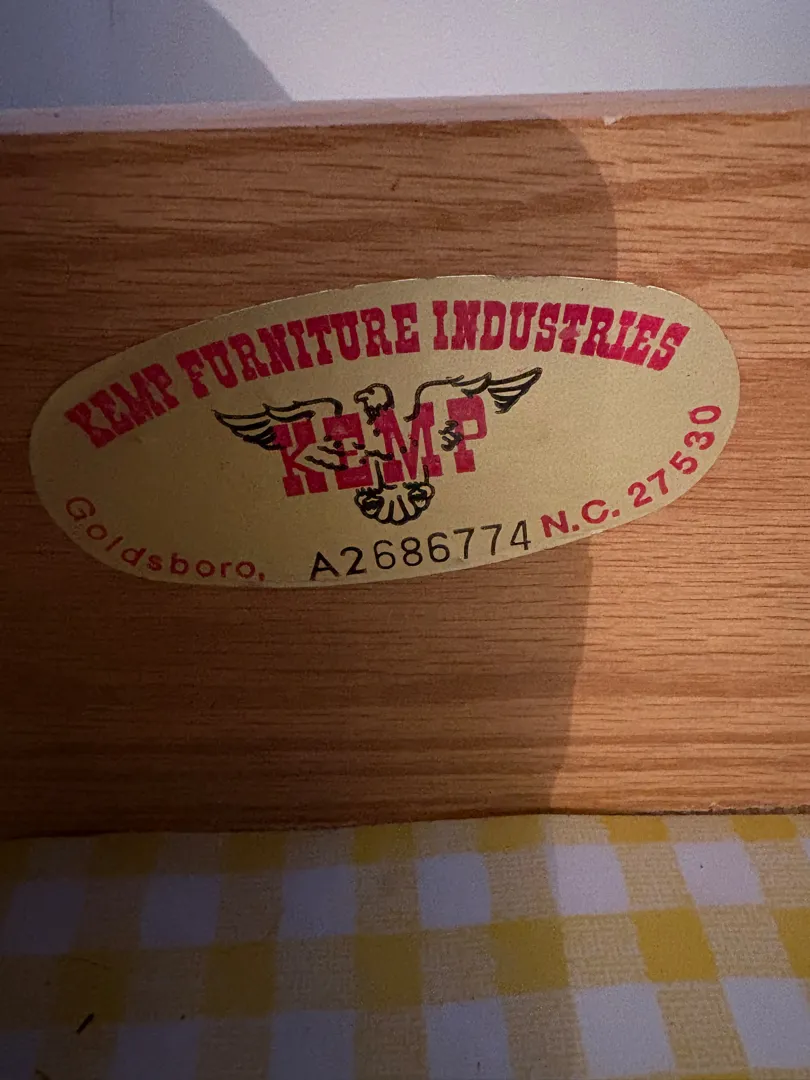 KEMP FURNITURE INDUSTRIES
KEMP
Goldsboro, A2686774 N.C. 27530